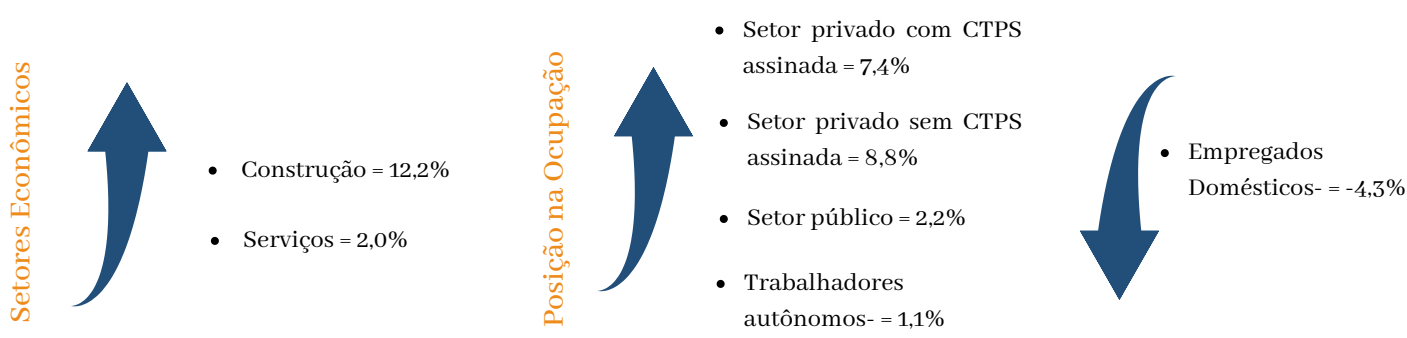 Setores Econômicos
• Construção = 12,2%
• Serviços = 2,0%
Posição na Ocupação
• Setor privado com CTPS
assinada = 7,4%
• Setor privado sem CTPS
assinada = 8,8%
• Setor público = 2,2%
• Trabalhadores
autônomos- = 1,1%
• Empregados
Domésticos- = -4,3%